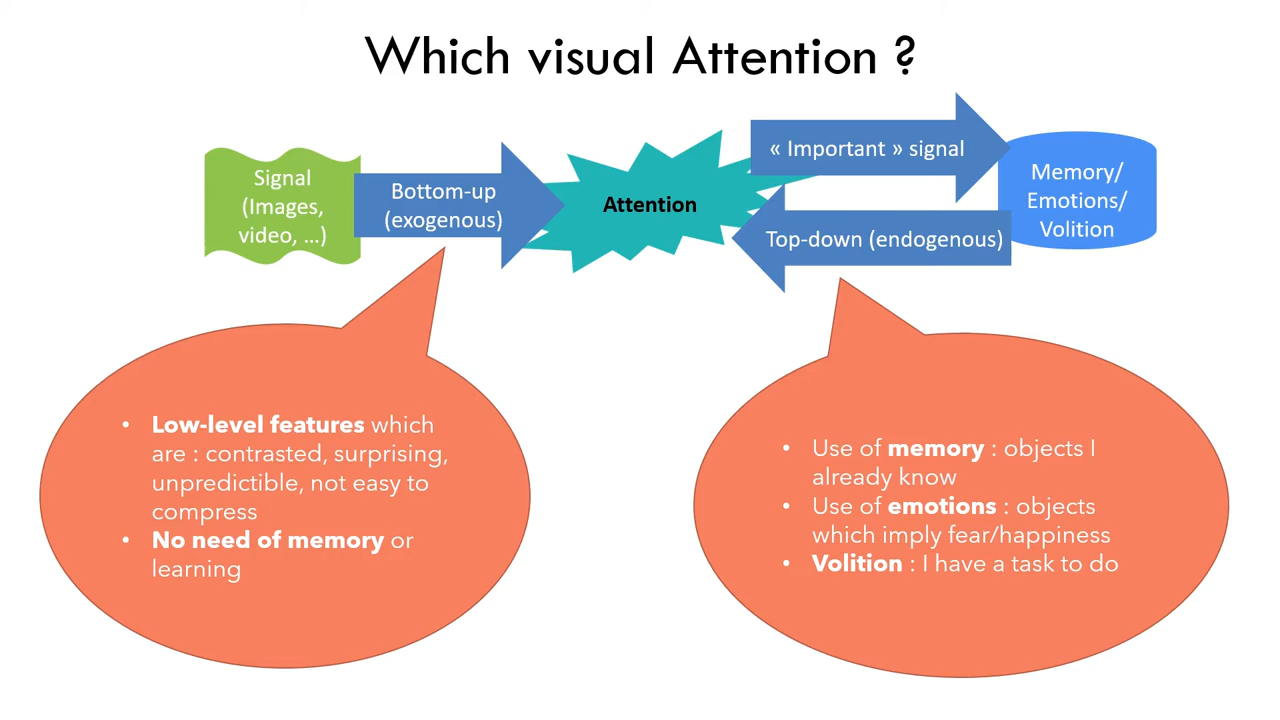 Which visual Attention ?
Signal
(Images,
video, …)
Bottom-up
(exogenous)
Attention
« Important » signal
Top-down (endogenous)
Memory/
Emotions/
Volition
• Low-level features which
are : contrasted, surprising,
unpredictible, not easy to
compress
• No need of memory or
learning
• Use of memory : objects I
already know
• Use of emotions : objects
which imply fear/happiness
• Volition : I have a task to do